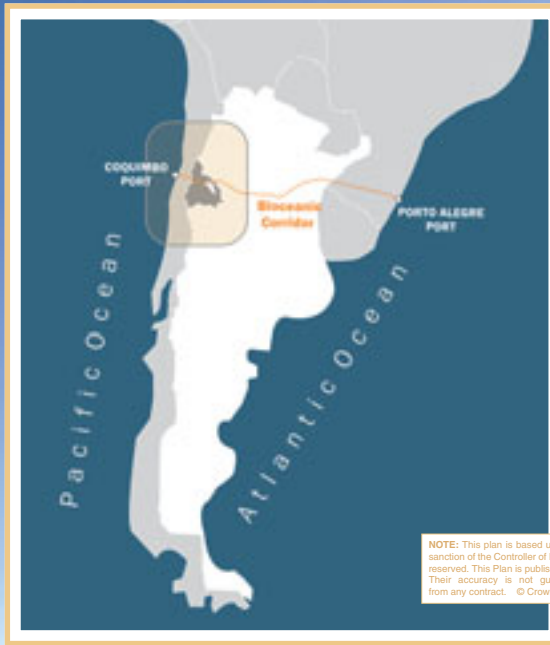 COQUIMBO
PORT
Bioceanic
Corridor
PORTO ALEGRE
PORT
Pacific Ocean
Atlantic Ocean
NOTE: This plan is based u
sanction of the Controller of
reserved. This Plan is publis
Their accuracy is not gu
from any contract. © Crow